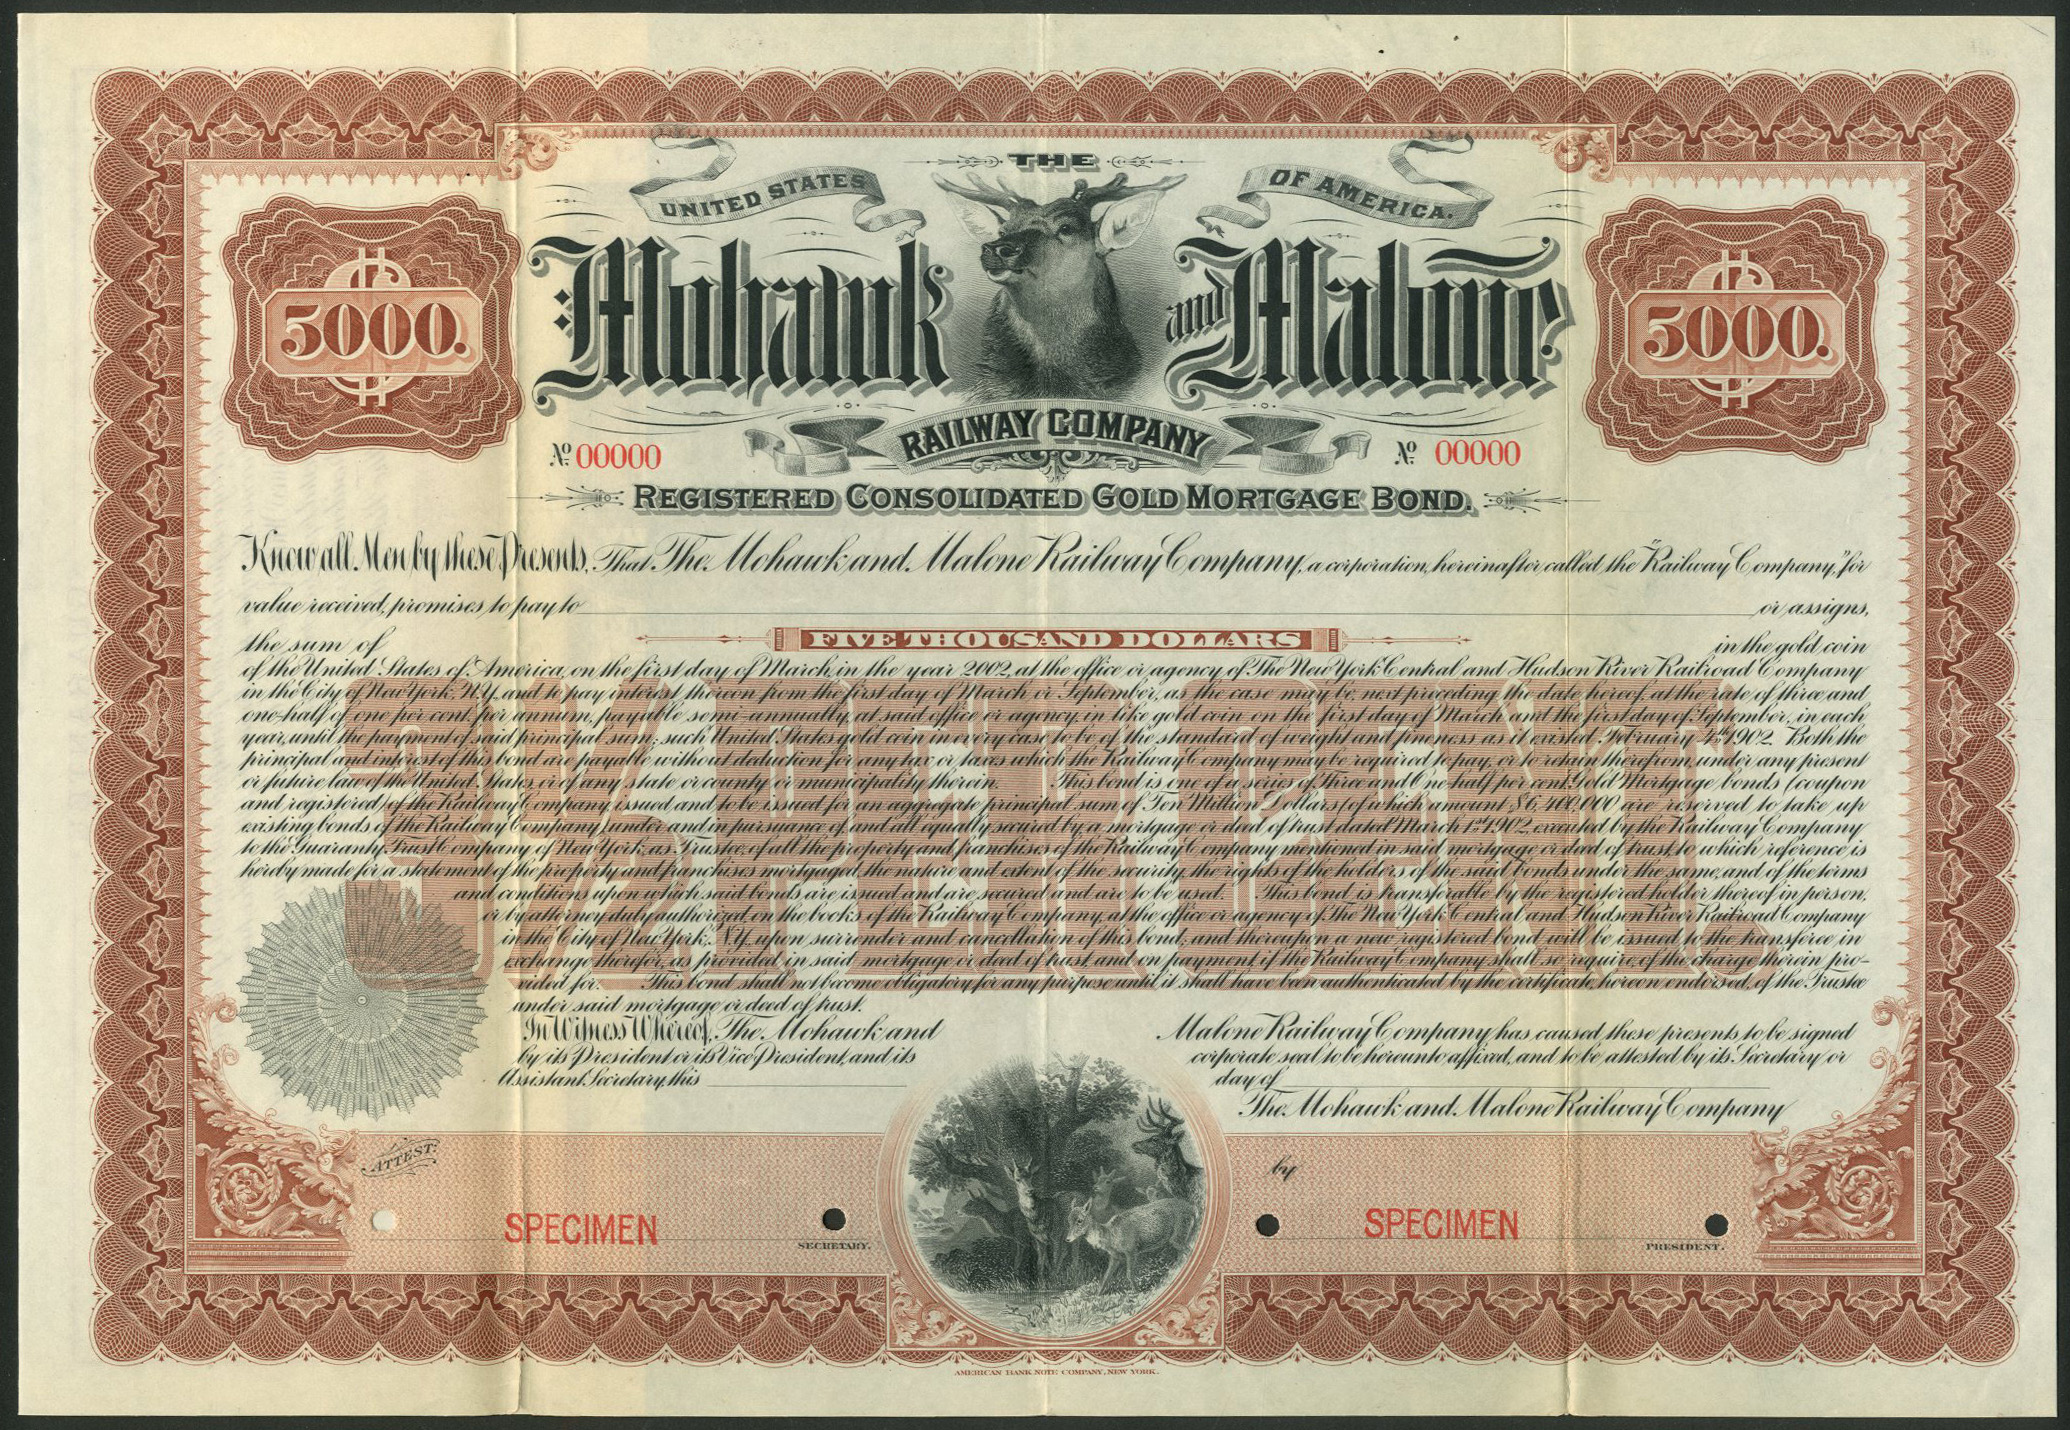 THE
UNITED STATES OF AMERICA.
Mohawk and Malone
RAILWAY COMPANY
$ 5000. $ 5000.
No 00000 No 00000
REGISTERED CONSOLIDATED GOLD MORTGAGE BOND.
Know all Men by these Presents, That The Mohawk and Malone Railway Company, a corporation, hereinafter called the "Railway Company," for
value received, promises to pay to or assigns,
the sum of FIVE THOUSAND DOLLARS in the gold coin
of the United States of America, on the first day of March, in the year 2002, at the office or agency of The New York Central and Hudson River Railroad Company
in the City of New York, N.Y. and to pay interest thereon from the first day of March or September, as the case may be, next preceding the date hereof, at the rate of three and
one-half of one per cent. per annum, payable semi-annually, at said office or agency, in like gold coin on the first day of March and the first day of September, in each
year, until the payment of said principal sum; such United States gold coin in every case to be of the standard of weight and fineness as it existed February 4th 1902. Both the
principal and interest of this bond are payable without deduction for any tax or taxes which the Railway Company may be required to pay, or to retain therefrom, under any present
or future law of the United States, or of any state or county or municipality therein. This bond is one of a series of Three and One-half per cent. Gold Mortgage bonds (coupon
and registered) of the Railway Company, issued and to be issued for an aggregate principal sum of Ten Million Dollars (of which amount $6,400,000 are reserved to take up
existing bonds of the Railway Company) under and in pursuance of and all equally secured by a mortgage or deed of trust dated March 1st 1902, executed by the Railway Company
to the Guaranty Trust Company of New York, as Trustee, of all the property and franchises of the Railway Company mentioned in said mortgage or deed of trust, to which reference is
hereby made for a statement of the property and franchises mortgaged, the nature and extent of the security, the rights of the holders of the said bonds under the same, and of the terms
and conditions upon which said bonds are issued and are secured and are to be used. This bond is transferable by the registered holder thereof in person,
or by attorney duly authorized, on the books of the Railway Company, at the office or agency of The New York Central and Hudson River Railroad Company
in the City of New York, N.Y. upon surrender and cancellation of this bond; and thereupon a new registered bond will be issued to the transferee in
exchange therefor, as provided in said mortgage or deed of trust, and on payment, if the Railway Company shall so require, of the charge therein pro-
vided for. This bond shall not become obligatory for any purpose until it shall have been authenticated by the certificate, hereon endorsed, of the Trustee
under said mortgage or deed of trust.
In Witness Whereof, The Mohawk and Malone Railway Company has caused these presents to be signed
by its President or its Vice President, and its corporate seal to be hereunto affixed, and to be attested by its Secretary or
Assistant Secretary, this day of
The Mohawk and Malone Railway Company
ATTEST: by
SPECIMEN SPECIMEN
SECRETARY. PRESIDENT.
AMERICAN BANK NOTE COMPANY, NEW YORK.